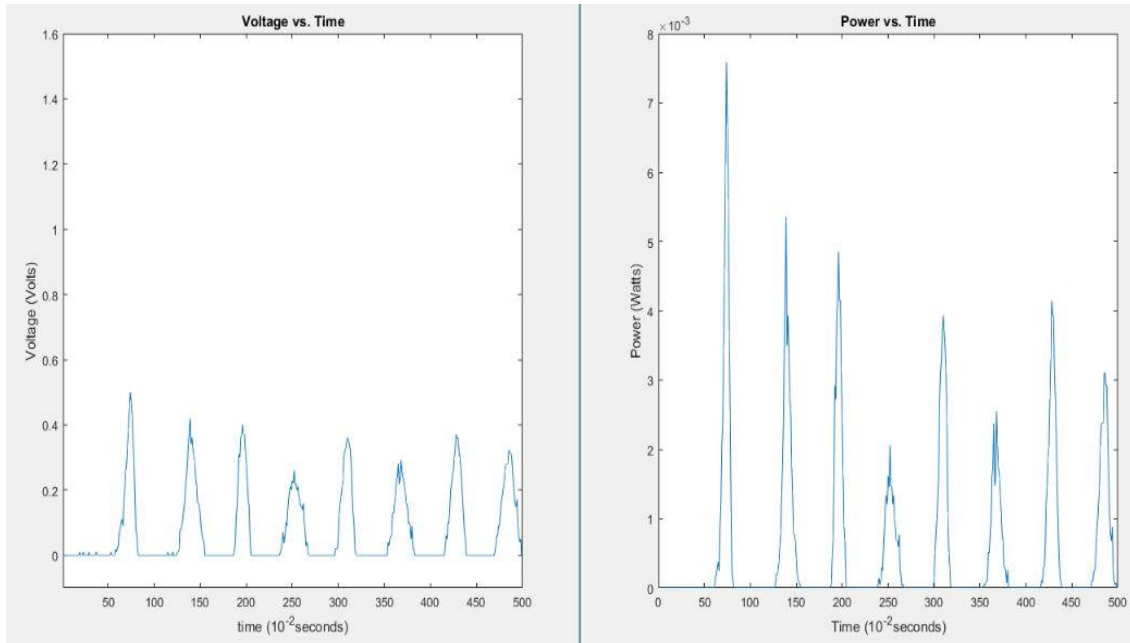 Voltage vs. Time
1.6
1.4
1.2
1
0.8
0.6
0.4
0.2
0
Voltage (Volts)
50 100 150 200 250 300 350 400 450 500
time (10-2seconds)
Power vs. Time
×10-3
8
7
6
5
4
3
2
1
0
Power (Watts)
0 50 100 150 200 250 300 350 400 450 500
Time (10-2seconds)